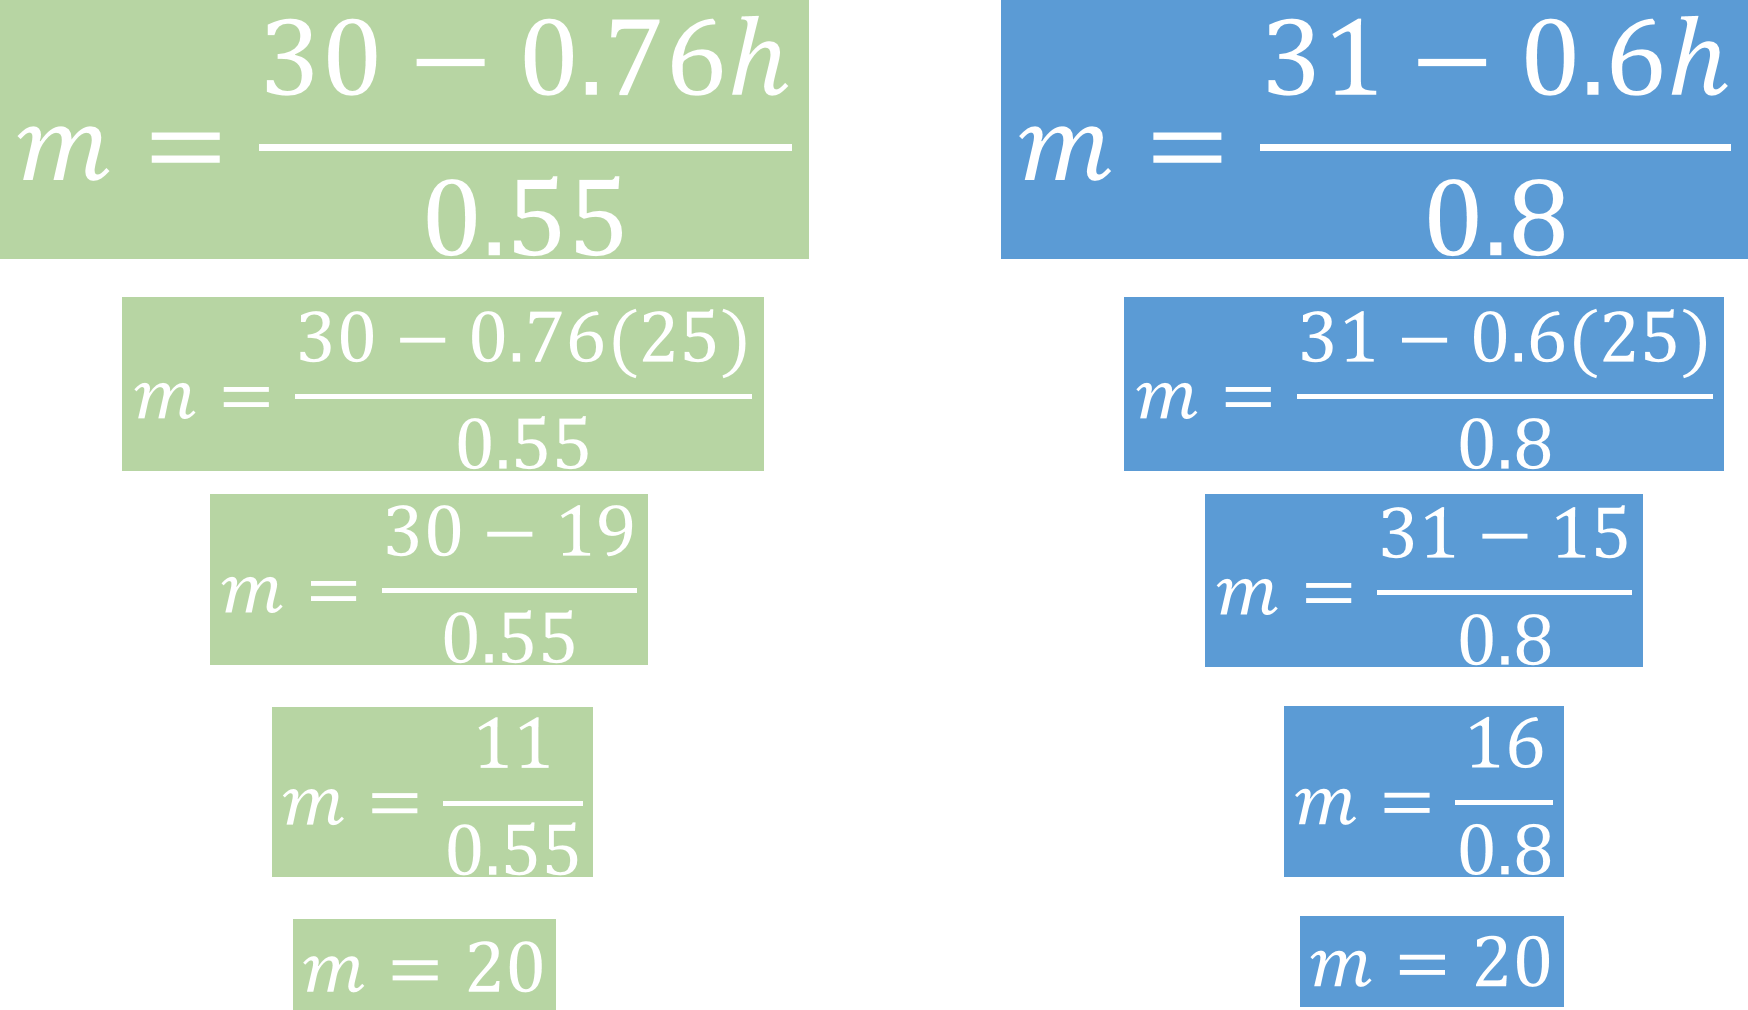 m = (30 − 0.76h)/0.55
m = (30 − 0.76(25))/0.55
m = (30 − 19)/0.55
m = 11/0.55
m = 20
m = (31 − 0.6h)/0.8
m = (31 − 0.6(25))/0.8
m = (31 − 15)/0.8
m = 16/0.8
m = 20